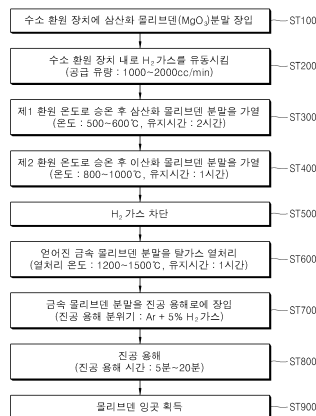 수소 환원 장치에 삼산화 몰리브덴(MgO₃)분말 장입
ST100
수소 환원 장치 내로 H₂ 가스를 유동시킴
(공급 유량 : 1000~2000cc/min)
ST200
제1 환원 온도로 승온 후 삼산화 몰리브덴 분말을 가열
(온도 : 500~600℃, 유지시간 : 2시간)
ST300
제2 환원 온도로 승온 후 이산화 몰리브덴 분말을 가열
(온도 : 800~1000℃, 유지시간 : 1시간)
ST400
H₂ 가스 차단
ST500
얻어진 금속 몰리브덴 분말을 탈가스 열처리
(열처리 온도 : 1200~1500℃, 유지시간 : 1시간)
ST600
금속 몰리브덴 분말을 진공 용해로에 장입
(진공 용해 분위기 : Ar + 5% H₂가스)
ST700
진공 용해
(진공 용해 시간 : 5분~20분)
ST800
몰리브덴 잉곳 획득
ST900